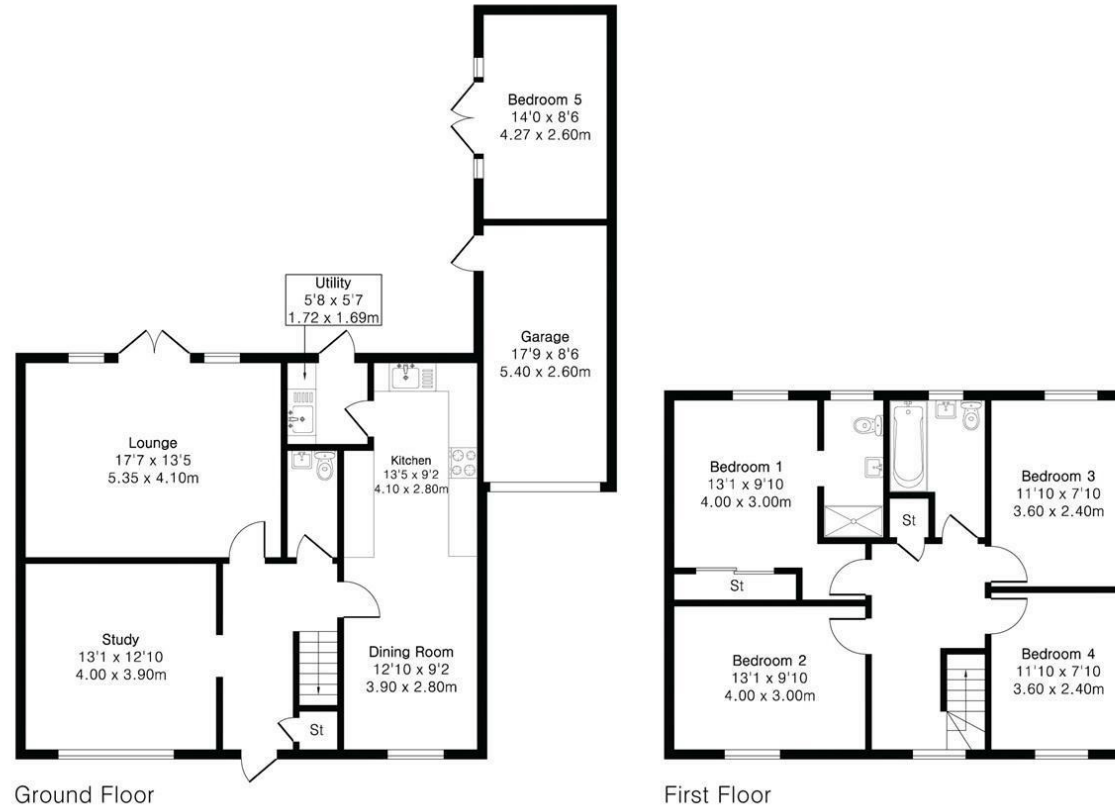 Bedroom 5
14'0 x 8'6
4.27 x 2.60m
Utility
5'8 x 5'7
1.72 x 1.69m
Garage
17'9 x 8'6
5.40 x 2.60m
Lounge
17'7 x 13'5
5.35 x 4.10m
Kitchen
13'5 x 9'2
4.10 x 2.80m
Study
13'1 x 12'10
4.00 x 3.90m
Dining Room
12'10 x 9'2
3.90 x 2.80m
St
Ground Floor
Bedroom 1
13'1 x 9'10
4.00 x 3.00m
St
St
Bedroom 3
11'10 x 7'10
3.60 x 2.40m
Bedroom 2
13'1 x 9'10
4.00 x 3.00m
Bedroom 4
11'10 x 7'10
3.60 x 2.40m
First Floor